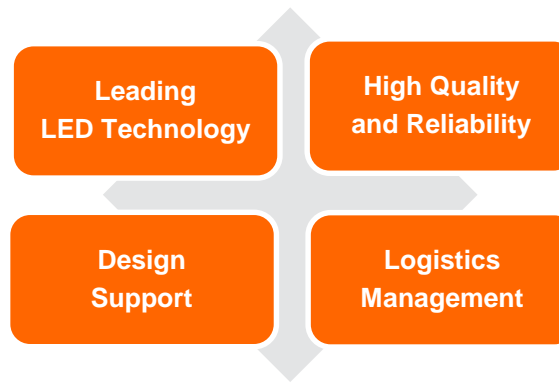 Leading
LED Technology
High Quality
and Reliability
Design
Support
Logistics
Management